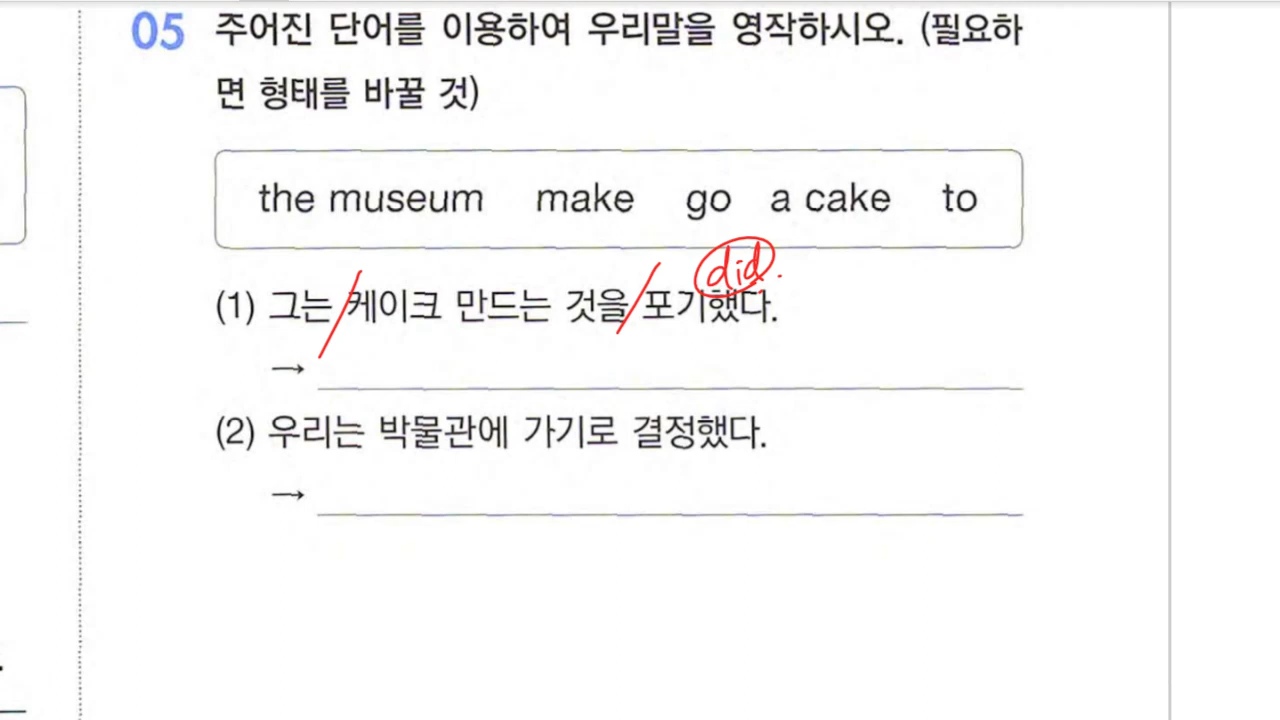 05 주어진 단어를 이용하여 우리말을 영작하시오. (필요하
면 형태를 바꿀 것)
the museum make go a cake to
did.
(1) 그는 케이크 만드는 것을 포기했다.
→
(2) 우리는 박물관에 가기로 결정했다.
→